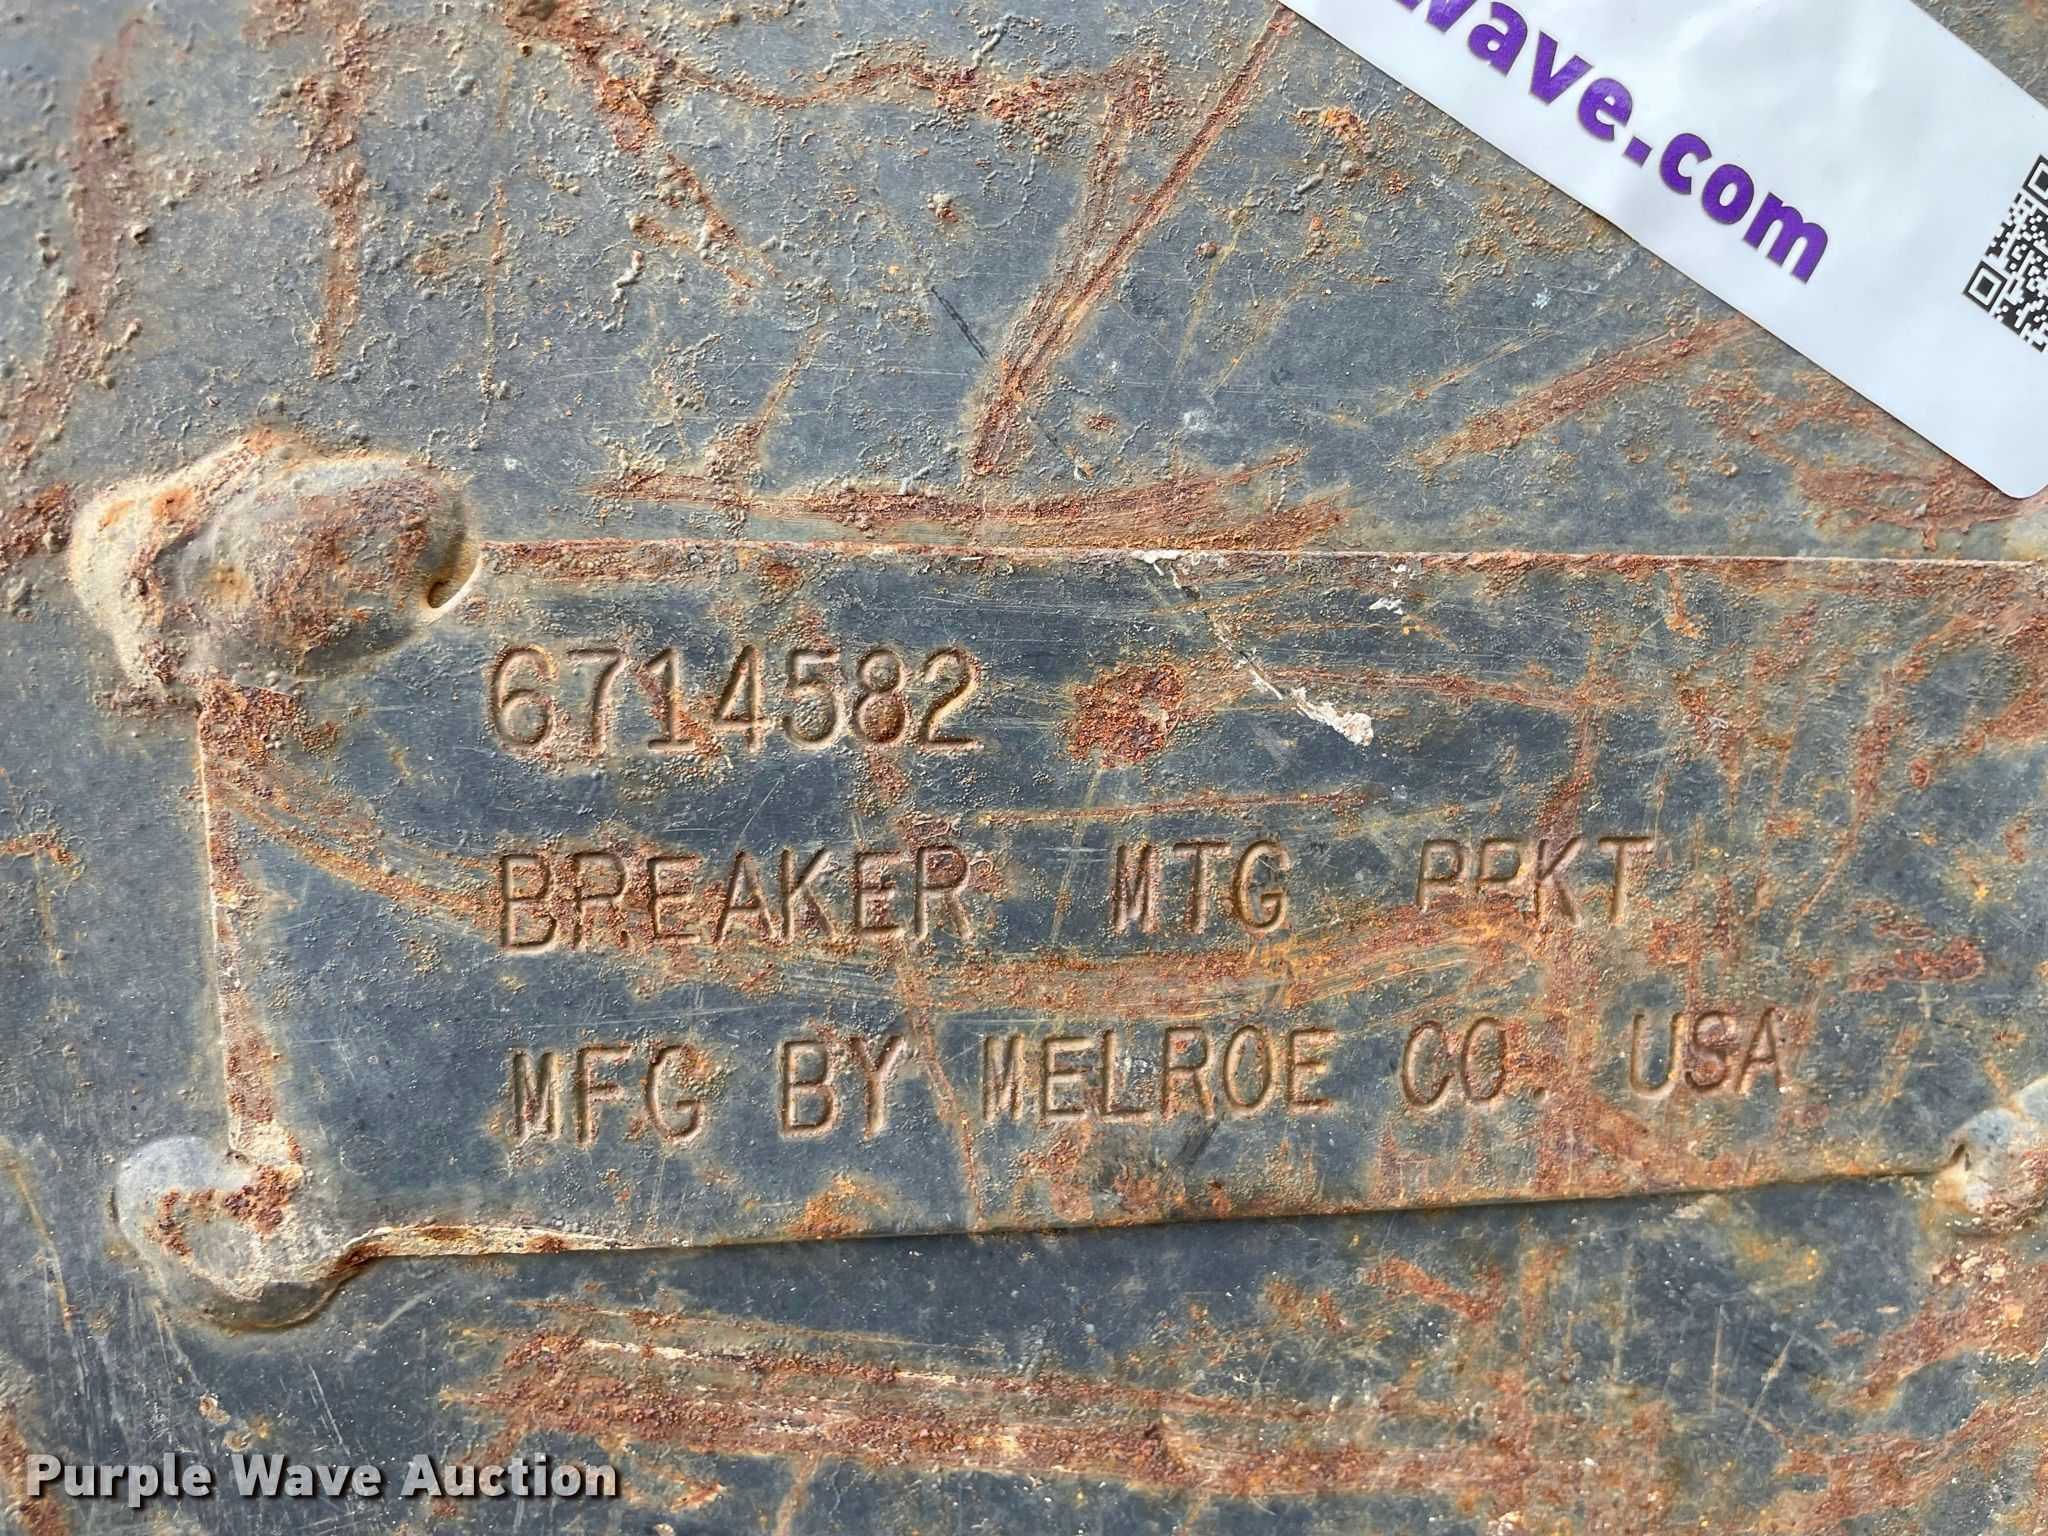 wave.com
6714582
BREAKER MTG BRKT
MFG BY MELROE CO. USA
Purple Wave Auction